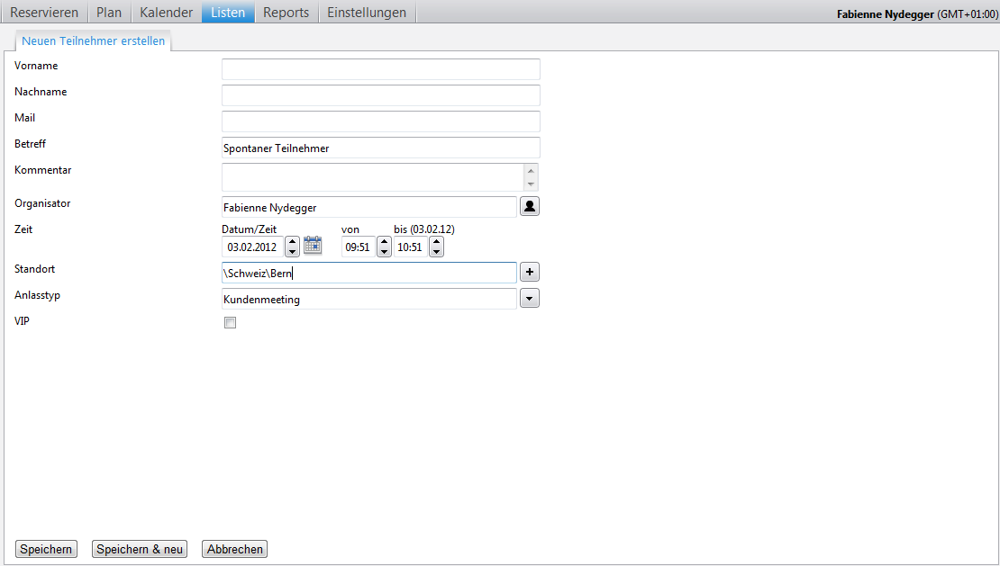 Reservieren Plan Kalender Listen Reports Einstellungen Fabienne Nydegger (GMT+01:00)
Neuen Teilnehmer erstellen
Vorname
Nachname
Mail
Betreff Spontaner Teilnehmer
Kommentar
Organisator Fabienne Nydegger
Zeit Datum/Zeit von bis (03.02.12)
03.02.2012 09:51 10:51
Standort \Schweiz\Bern
Anlasstyp Kundenmeeting
VIP
Speichern Speichern & neu Abbrechen